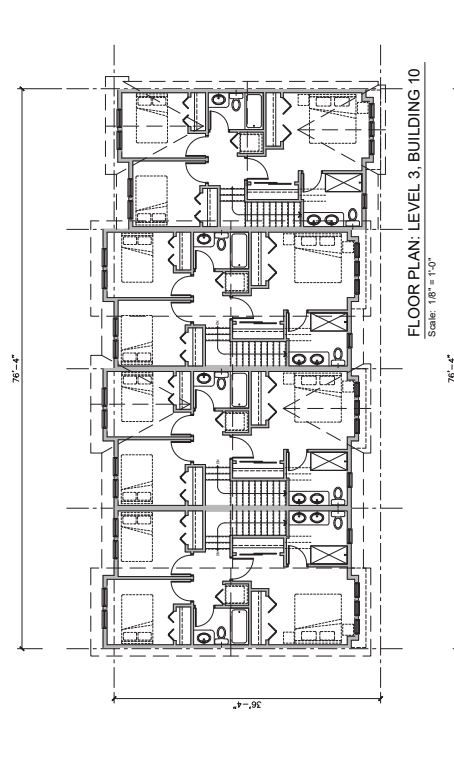 76'-4"
36'-4"
FLOOR PLAN: LEVEL 3, BUILDING 10
Scale: 1/8" = 1'-0"
76'-4"